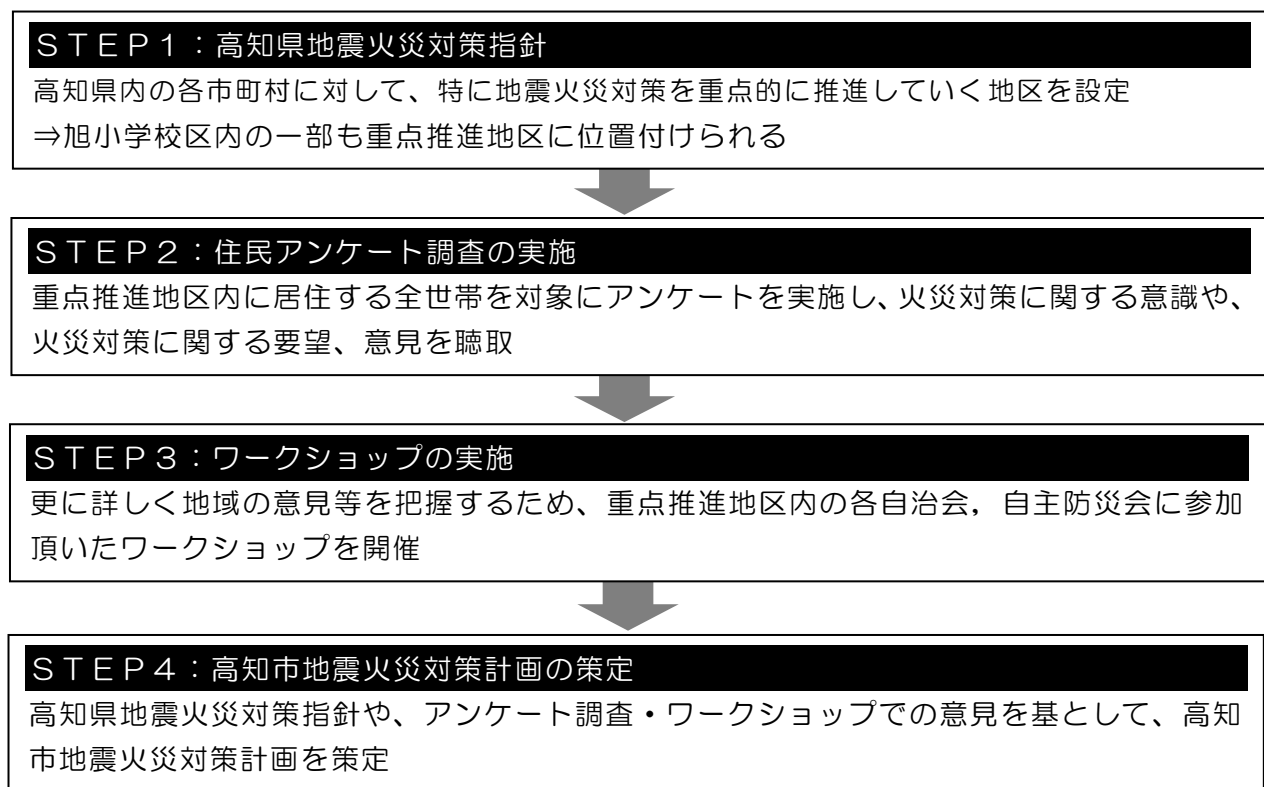 ＳＴＥＰ１：高知県地震火災対策指針
高知県内の各市町村に対して、特に地震火災対策を重点的に推進していく地区を設定
⇒旭小学校区内の一部も重点推進地区に位置付けられる
ＳＴＥＰ２：住民アンケート調査の実施
重点推進地区内に居住する全世帯を対象にアンケートを実施し、火災対策に関する意識や、
火災対策に関する要望、意見を聴取
ＳＴＥＰ３：ワークショップの実施
更に詳しく地域の意見等を把握するため、重点推進地区内の各自治会，自主防災会に参加
頂いたワークショップを開催
ＳＴＥＰ４：高知市地震火災対策計画の策定
高知県地震火災対策指針や、アンケート調査・ワークショップでの意見を基として、高知
市地震火災対策計画を策定